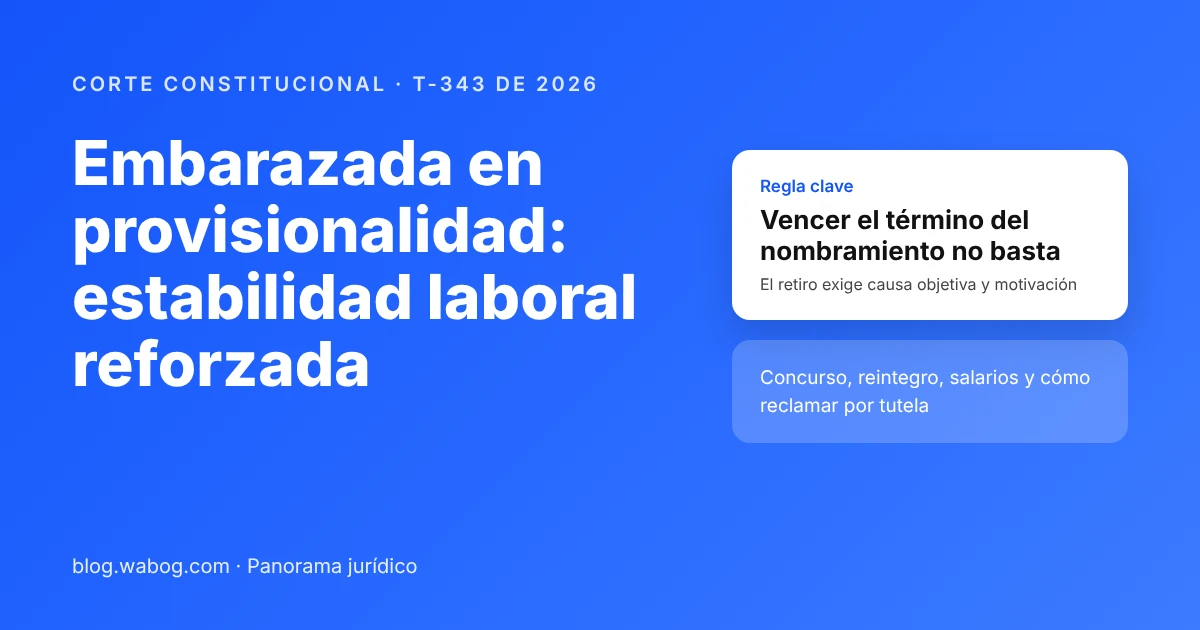 CORTE CONSTITUCIONAL · T-343 DE 2026
Embarazada en
provisionalidad:
estabilidad laboral
reforzada
Regla clave
Vencer el término del
nombramiento no basta
El retiro exige causa objetiva y motivación
Concurso, reintegro, salarios y cómo
reclamar por tutela
blog.wabog.com · Panorama jurídico